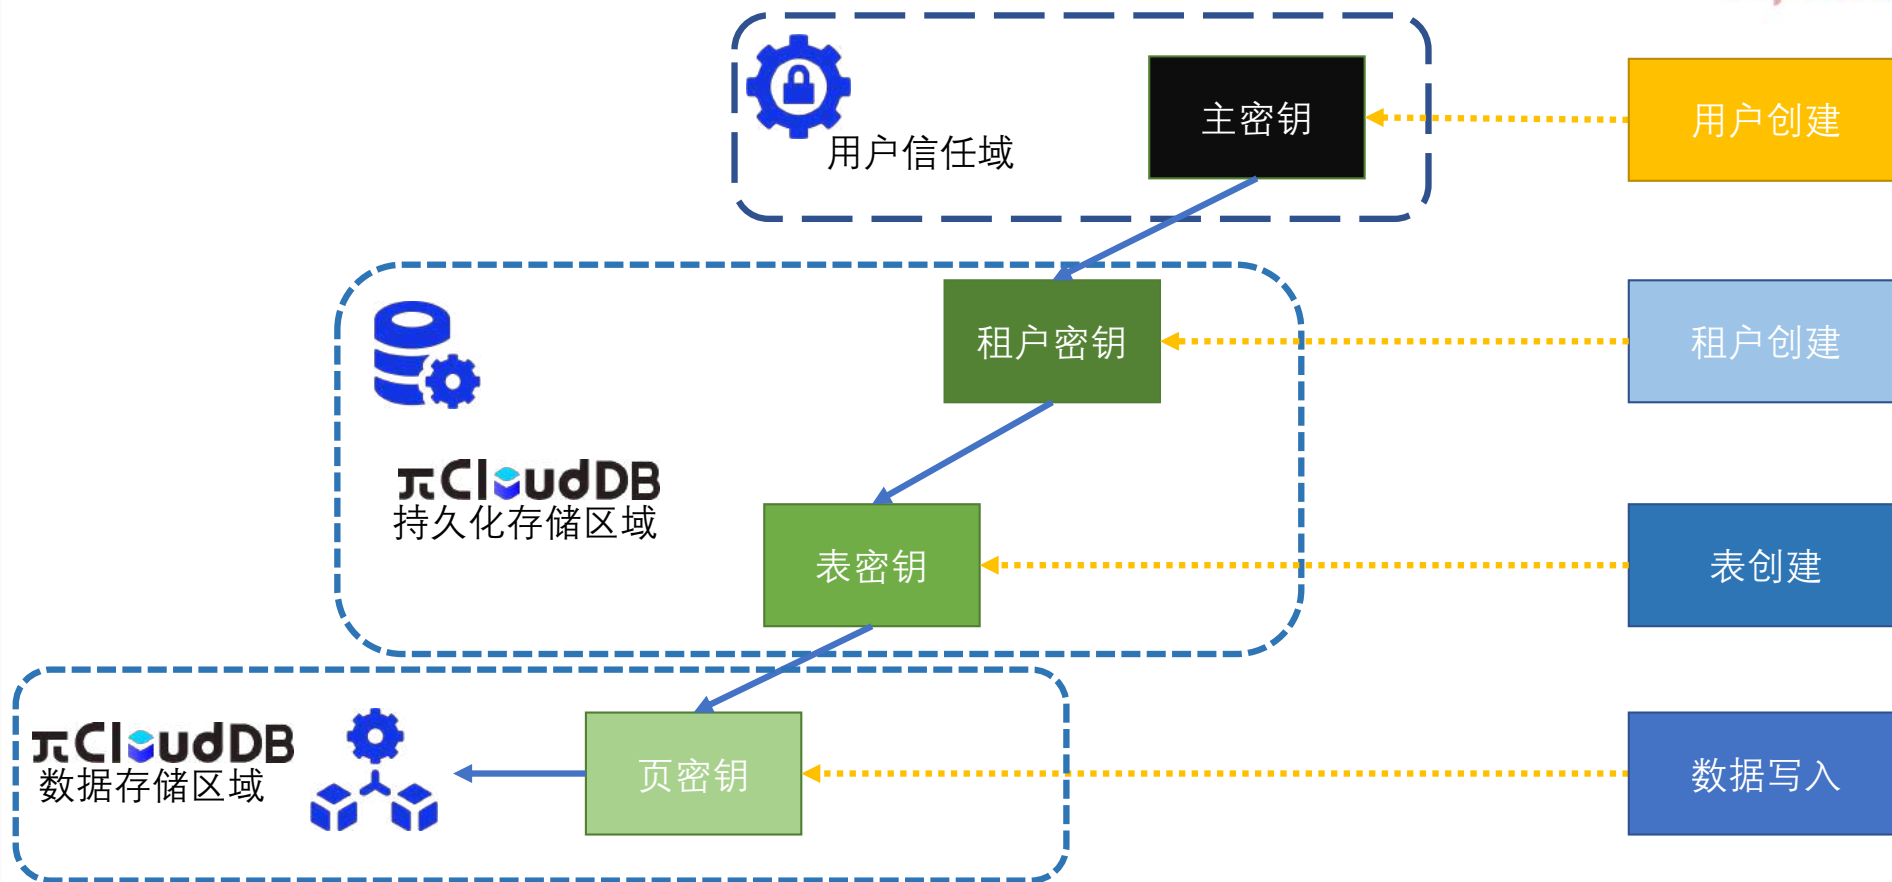 主密钥
用户创建
用户信任域
租户密钥
租户创建
πCloudDB
持久化存储区域
表密钥
表创建
πCloudDB
数据存储区域
页密钥
数据写入